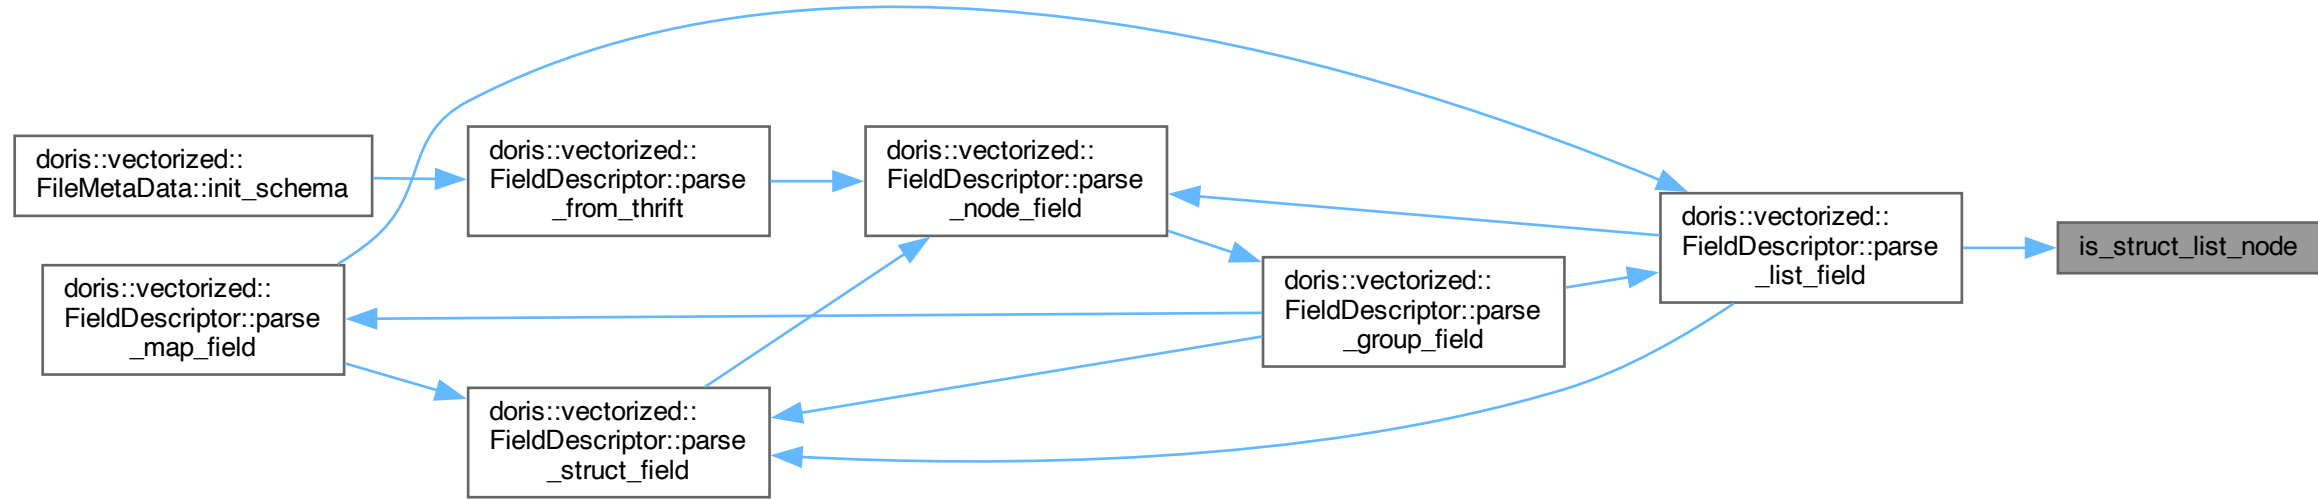 doris::vectorized::
FileMetaData::init_schema
doris::vectorized::
FieldDescriptor::parse
_from_thrift
doris::vectorized::
FieldDescriptor::parse
_node_field
doris::vectorized::
FieldDescriptor::parse
_list_field
is_struct_list_node
doris::vectorized::
FieldDescriptor::parse
_map_field
doris::vectorized::
FieldDescriptor::parse
_group_field
doris::vectorized::
FieldDescriptor::parse
_struct_field